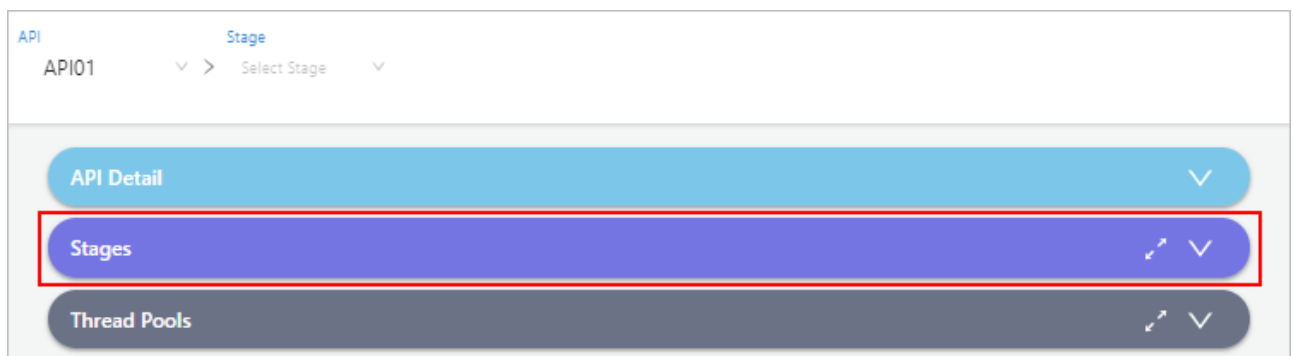 API Stage
API01 > Select Stage
API Detail
Stages
Thread Pools